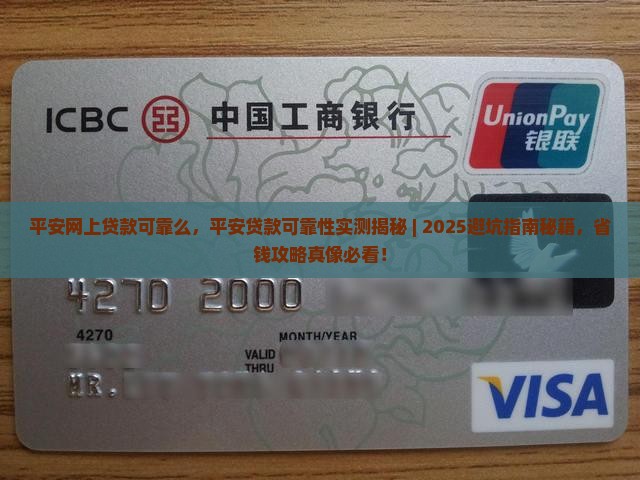 ICBC 中国工商银行
UnionPay
银联
平安网上贷款可靠么，平安贷款可靠性实测揭秘 | 2025避坑指南秘籍，省
钱攻略真像必看！
4270 2000
4270
MONTH/YEAR
VALID
THRU
MR.
VISA